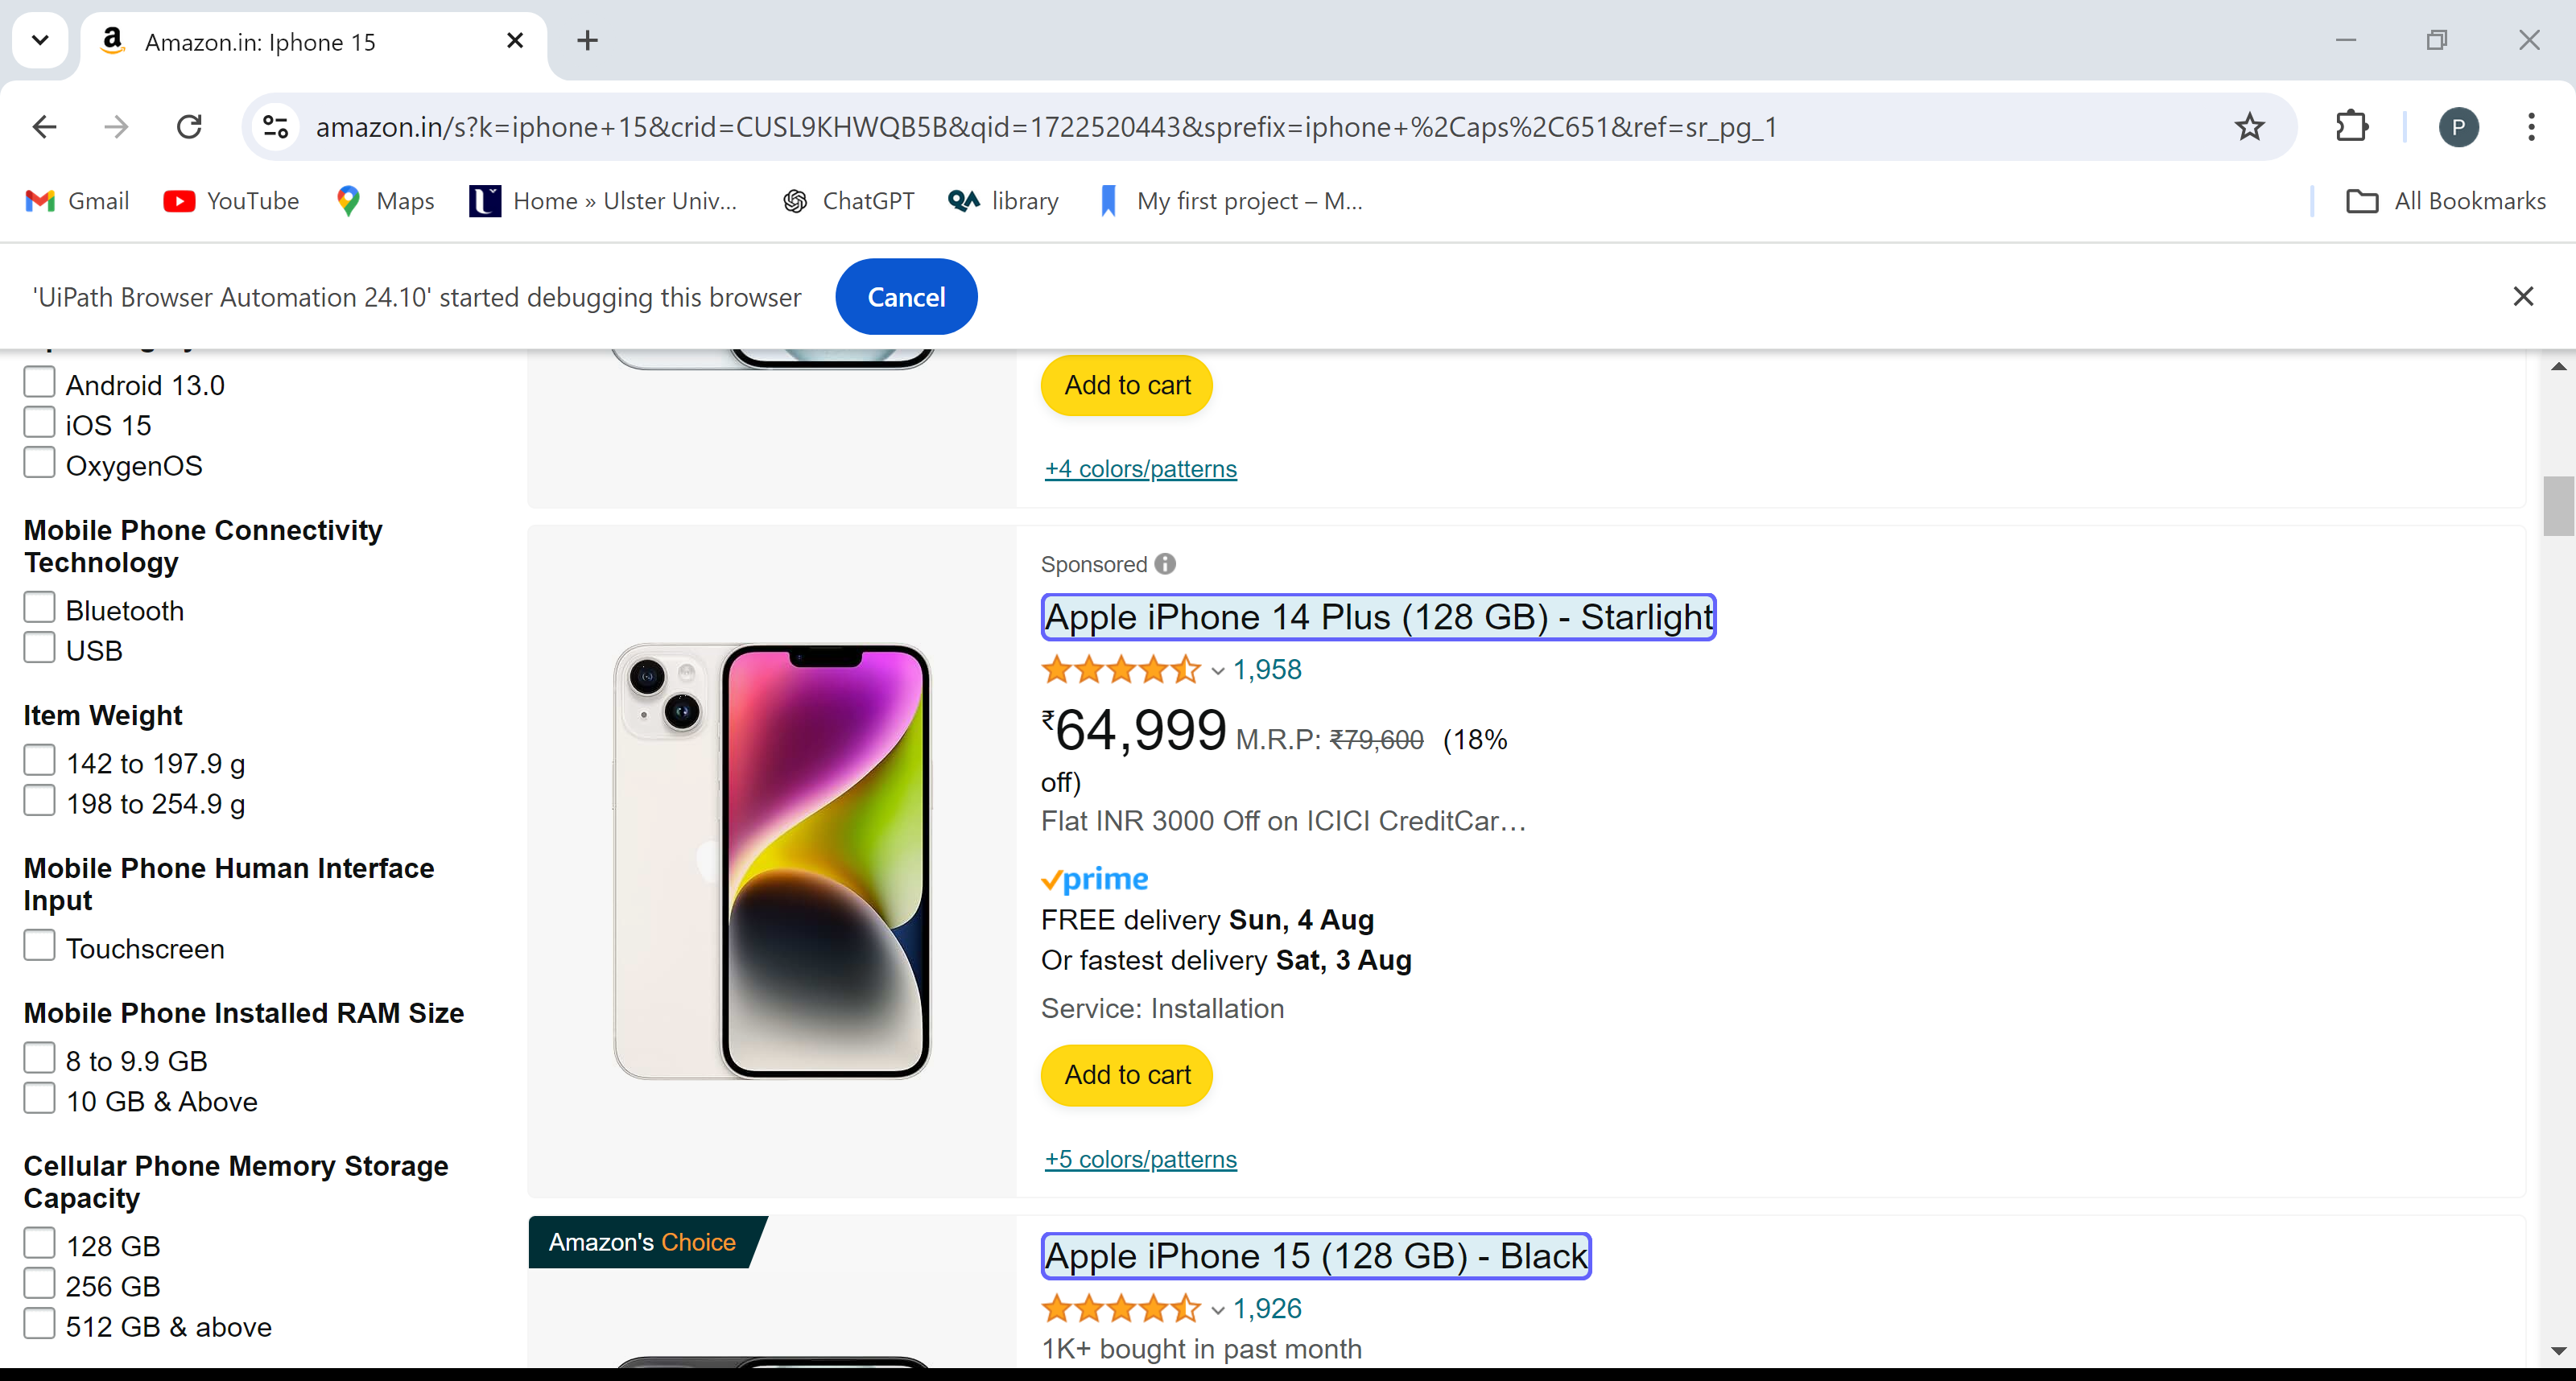 Amazon.in: Iphone 15
amazon.in/s?k=iphone+15&crid=CUSL9KHWQB5B&qid=1722520443&sprefix=iphone+%2Caps%2C651&ref=sr_pg_1
P
Gmail
YouTube
Maps
Home » Ulster Univ...
ChatGPT
QA library
My first project – M...
All Bookmarks
'UiPath Browser Automation 24.10' started debugging this browser
Cancel
Android 13.0
iOS 15
OxygenOS
Mobile Phone Connectivity
Technology
Bluetooth
USB
Item Weight
142 to 197.9 g
198 to 254.9 g
Mobile Phone Human Interface
Input
Touchscreen
Mobile Phone Installed RAM Size
8 to 9.9 GB
10 GB & Above
Cellular Phone Memory Storage
Capacity
128 GB
256 GB
512 GB & above
Add to cart
+4 colors/patterns
Sponsored
Apple iPhone 14 Plus (128 GB) - Starlight
1,958
₹64,999 M.R.P: ₹79,600 (18%
off)
Flat INR 3000 Off on ICICI CreditCar…
prime
FREE delivery Sun, 4 Aug
Or fastest delivery Sat, 3 Aug
Service: Installation
Add to cart
+5 colors/patterns
Amazon's Choice
Apple iPhone 15 (128 GB) - Black
1,926
1K+ bought in past month